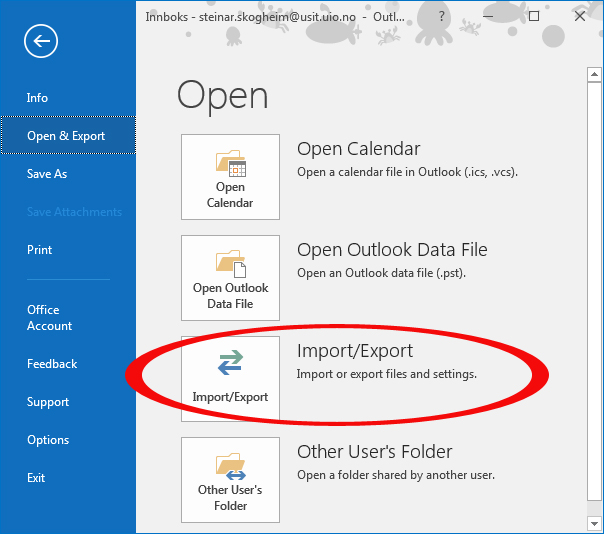 Innboks - steinar.skogheim@usit.uio.no - Outl...
?
Info
Open & Export
Save As
Save Attachments
Print
Office
Account
Feedback
Support
Options
Exit
Open
Open
Calendar
Open Calendar
Open a calendar file in Outlook (.ics, .vcs).
Open Outlook
Data File
Open Outlook Data File
Open an Outlook data file (.pst).
Import/Export
Import/Export
Import or export files and settings.
Other User's
Folder
Other User's Folder
Open a folder shared by another user.